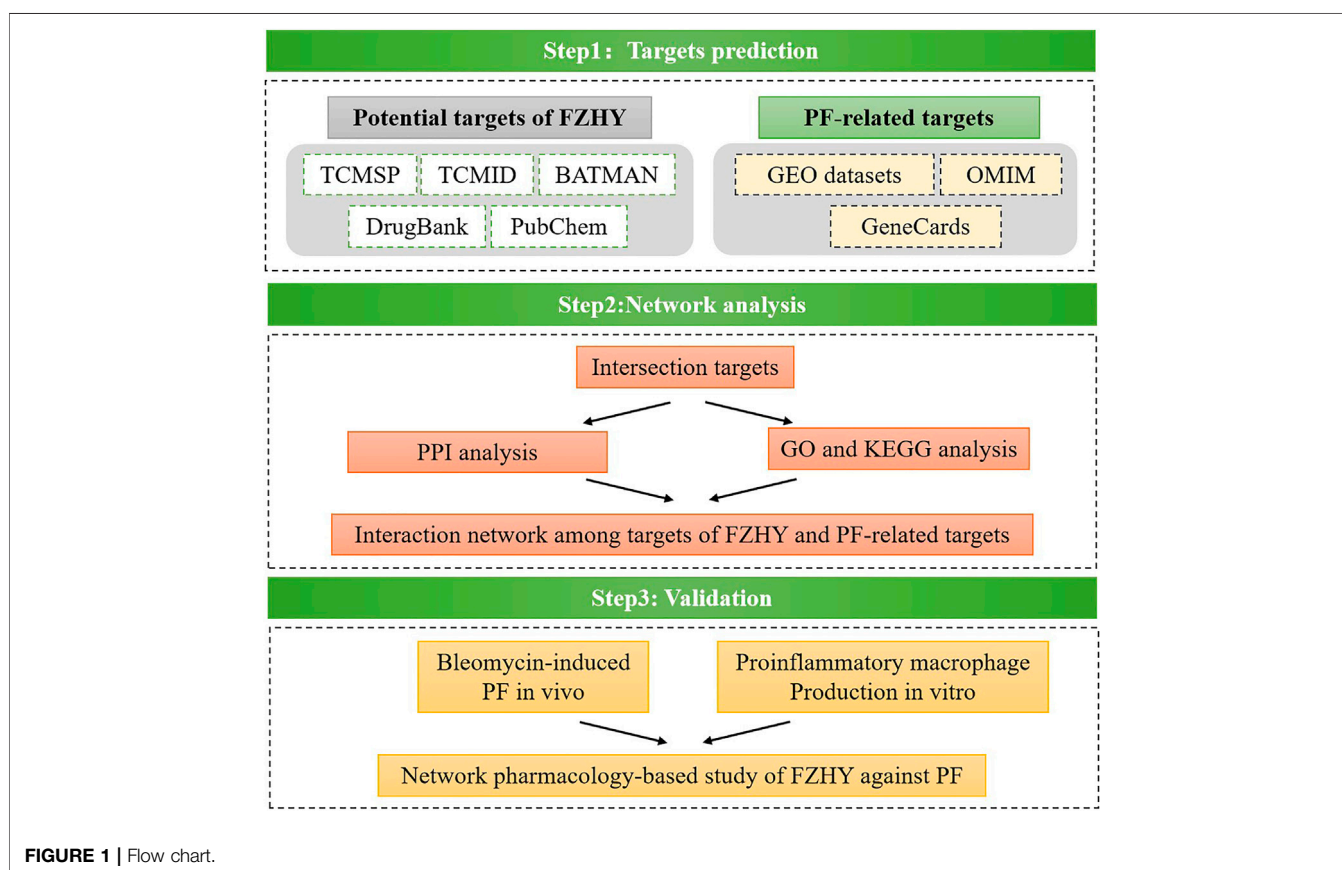 Step1： Targets prediction
Potential targets of FZHY
PF-related targets
TCMSP
TCMID
BATMAN
DrugBank
PubChem
GEO datasets
OMIM
GeneCards
Step2:Network analysis
Intersection targets
PPI analysis
GO and KEGG analysis
Interaction network among targets of FZHY and PF-related targets
Step3: Validation
Bleomycin-induced
PF in vivo
Proinflammatory macrophage
Production in vitro
Network pharmacology-based study of FZHY against PF
FIGURE 1 | Flow chart.